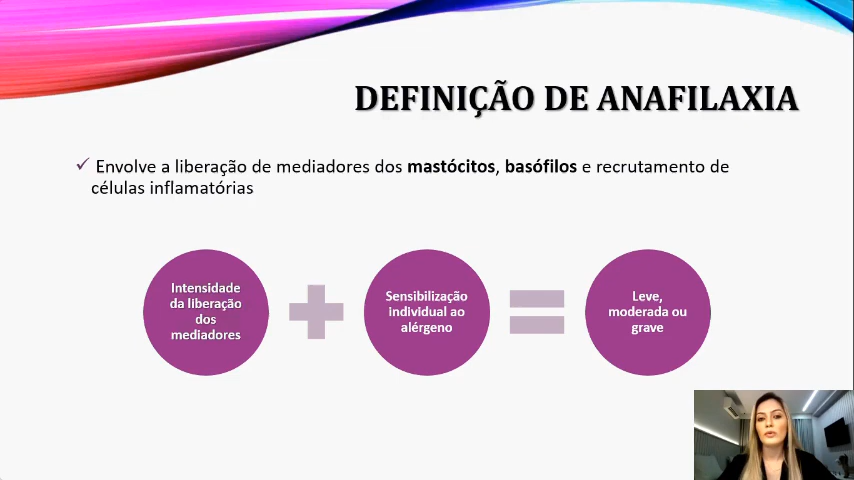 DEFINIÇÃO DE ANAFILAXIA
Envolve a liberação de mediadores dos mastócitos, basófilos e recrutamento de
células inflamatórias
Intensidade
da liberação
dos
mediadores
Sensibilização
individual ao
alérgeno
Leve,
moderada ou
grave